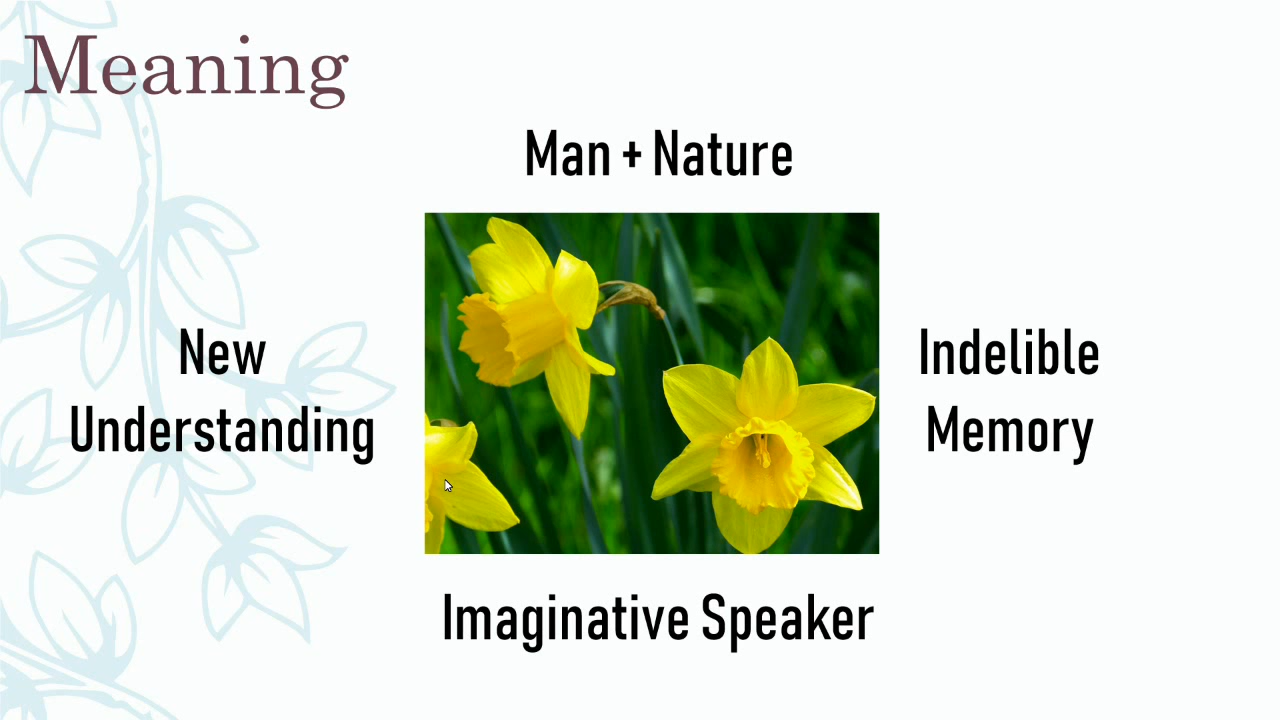 Meaning
Man + Nature
New
Understanding
Indelible
Memory
Imaginative Speaker